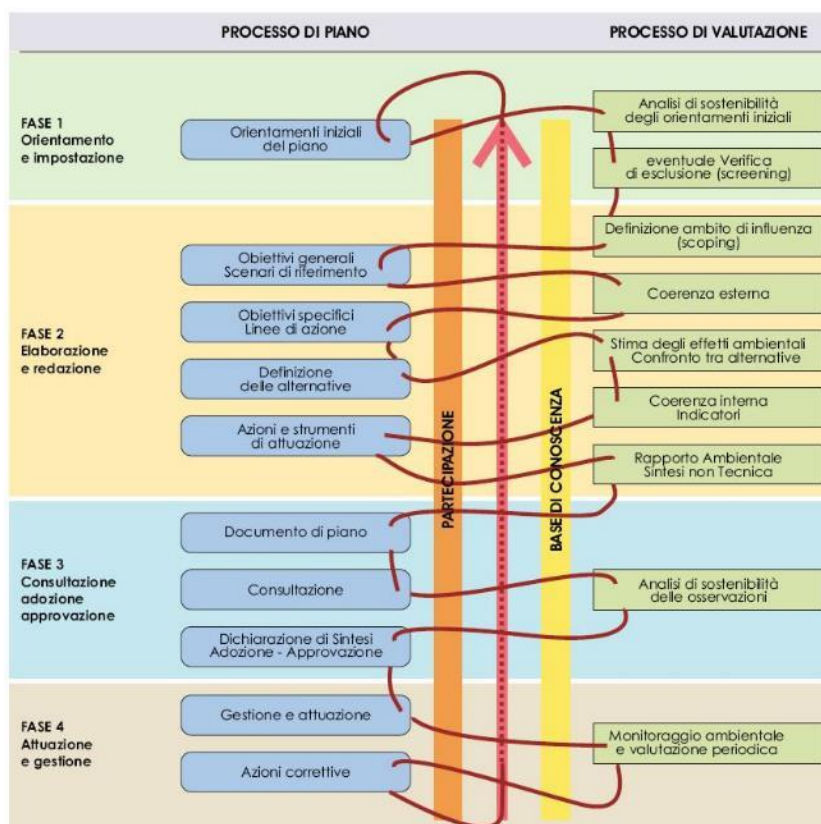 PROCESSO DI PIANO
PROCESSO DI VALUTAZIONE
FASE 1
Orientamento
e impostazione
Orientamenti iniziali
del piano
Analisi di sostenibilità
degli orientamenti iniziali
eventuale Verifica
di esclusione (screening)
FASE 2
Elaborazione
e redazione
Obiettivi generali
Scenari di riferimento
Obiettivi specifici
Linee di azione
Definizione
delle alternative
Azioni e strumenti
di attuazione
Definizione ambito di influenza
(scoping)
Coerenza esterna
Stima degli effetti ambientali
Confronto tra alternative
Coerenza interna
Indicatori
Rapporto Ambientale
Sintesi non Tecnica
PARTECIPAZIONE
BASE DI CONOSCENZA
FASE 3
Consultazione
adozione
approvazione
Documento di piano
Consultazione
Dichiarazione di Sintesi
Adozione - Approvazione
Analisi di sostenibilità
delle osservazioni
FASE 4
Attuazione
e gestione
Gestione e attuazione
Azioni correttive
Monitoraggio ambientale
e valutazione periodica